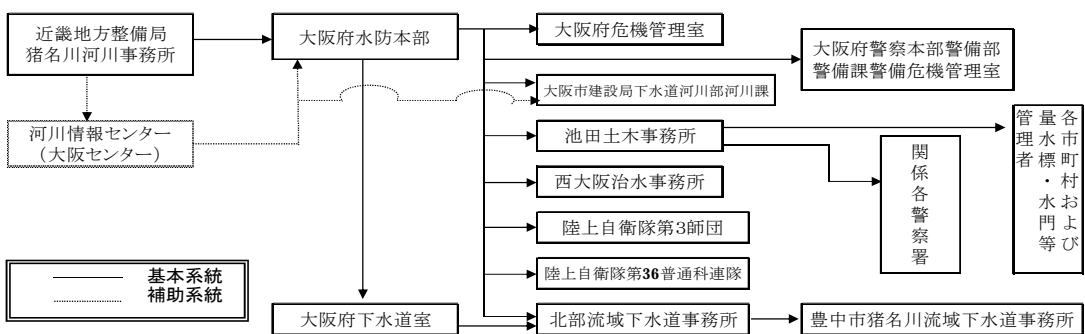 近畿地方整備局
猪名川河川事務所
大阪府水防本部
大阪府危機管理室
大阪府警察本部警備部
警備課警備危機管理室
大阪市建設局下水道河川部河川課
河川情報センター
（大阪センター）
池田土木事務所
各市町村および
量水標・水門等
管理者
関係各警察署
西大阪治水事務所
陸上自衛隊第3師団
陸上自衛隊第36普通科連隊
基本系統
補助系統
大阪府下水道室
北部流域下水道事務所
豊中市猪名川流域下水道事務所